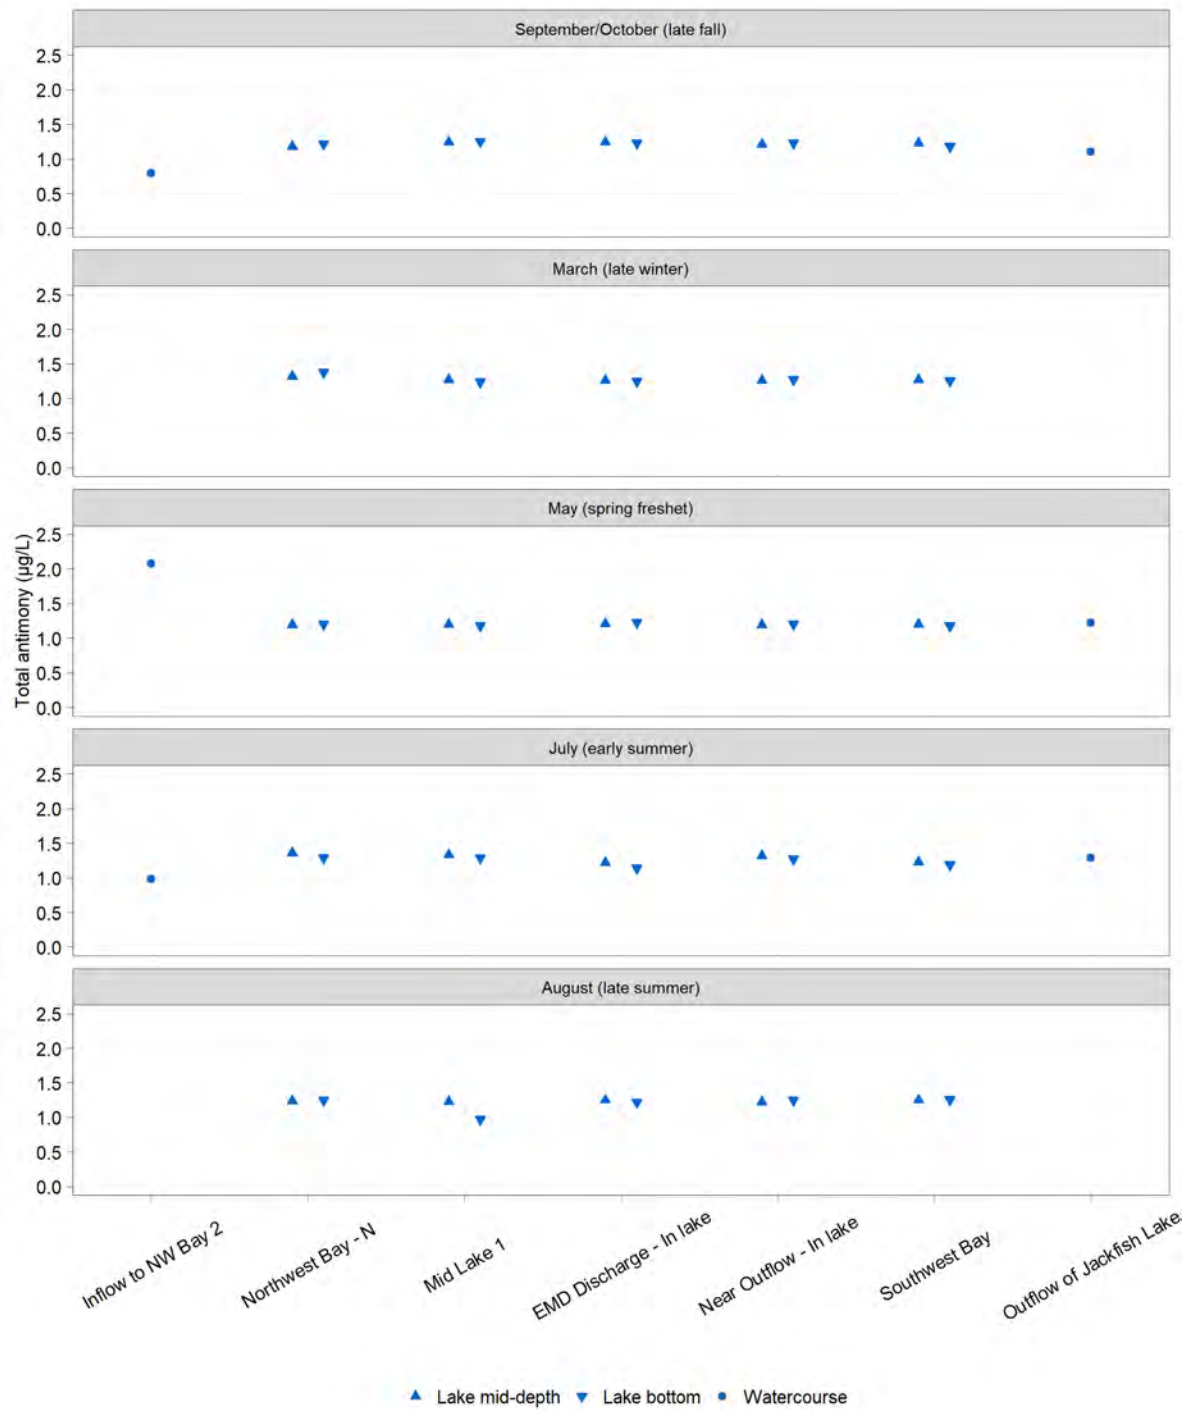 September/October (late fall)
2.5
2.0
1.5
1.0
0.5
0.0
March (late winter)
2.5
2.0
1.5
1.0
0.5
0.0
May (spring freshet)
Total antimony (µg/L)
2.5
2.0
1.5
1.0
0.5
0.0
July (early summer)
2.5
2.0
1.5
1.0
0.5
0.0
August (late summer)
2.5
2.0
1.5
1.0
0.5
0.0
Inflow to NW Bay 2
Northwest Bay - N
Mid Lake 1
EMD Discharge - In lake
Near Outflow - In lake
Southwest Bay
Outflow of Jackfish Lake
Lake mid-depth Lake bottom Watercourse